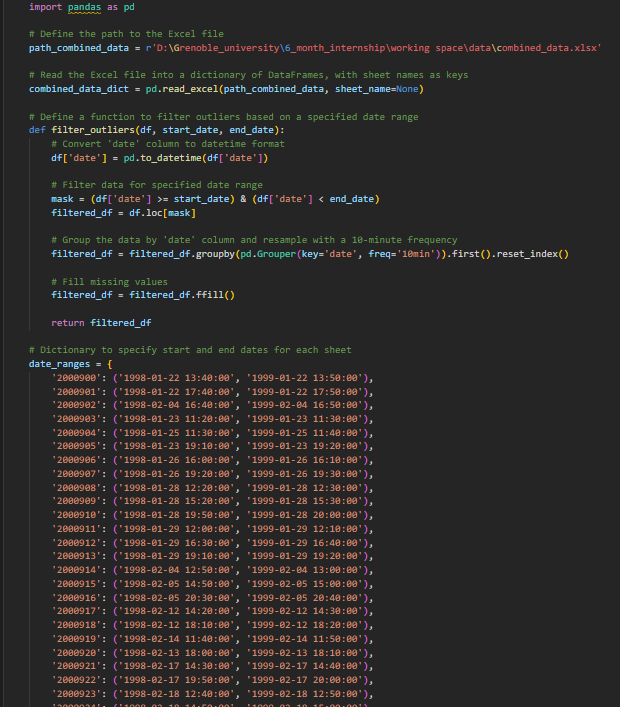 import pandas as pd
# Define the path to the Excel file
path_combined_data = r'D:\Grenoble_university\6_month_internship\working space\data\combined_data.xlsx'
# Read the Excel file into a dictionary of DataFrames, with sheet names as keys
combined_data_dict = pd.read_excel(path_combined_data, sheet_name=None)
# Define a function to filter outliers based on a specified date range
def filter_outliers(df, start_date, end_date):
# Convert 'date' column to datetime format
df['date'] = pd.to_datetime(df['date'])
# Filter data for specified date range
mask = (df['date'] >= start_date) & (df['date'] < end_date)
filtered_df = df.loc[mask]
# Group the data by 'date' column and resample with a 10-minute frequency
filtered_df = filtered_df.groupby(pd.Grouper(key='date', freq='10min')).first().reset_index()
# Fill missing values
filtered_df = filtered_df.ffill()
return filtered_df
# Dictionary to specify start and end dates for each sheet
date_ranges = {
'2000900': ('1998-01-22 13:40:00', '1999-01-22 13:50:00'),
'2000901': ('1998-01-22 17:40:00', '1999-01-22 17:50:00'),
'2000902': ('1998-02-04 16:40:00', '1999-02-04 16:50:00'),
'2000903': ('1998-01-23 11:20:00', '1999-01-23 11:30:00'),
'2000904': ('1998-01-25 11:30:00', '1999-01-25 11:40:00'),
'2000905': ('1998-01-23 19:10:00', '1999-01-23 19:20:00'),
'2000906': ('1998-01-26 16:00:00', '1999-01-26 16:10:00'),
'2000907': ('1998-01-26 19:20:00', '1999-01-26 19:30:00'),
'2000908': ('1998-01-28 12:20:00', '1999-01-28 12:30:00'),
'2000909': ('1998-01-28 15:20:00', '1999-01-28 15:30:00'),
'2000910': ('1998-01-28 19:50:00', '1999-01-28 20:00:00'),
'2000911': ('1998-01-29 12:00:00', '1999-01-29 12:10:00'),
'2000912': ('1998-01-29 16:30:00', '1999-01-29 16:40:00'),
'2000913': ('1998-01-29 19:10:00', '1999-01-29 19:20:00'),
'2000914': ('1998-02-04 12:50:00', '1999-02-04 13:00:00'),
'2000915': ('1998-02-05 14:50:00', '1999-02-05 15:00:00'),
'2000916': ('1998-02-05 20:30:00', '1999-02-05 20:40:00'),
'2000917': ('1998-02-12 14:20:00', '1999-02-12 14:30:00'),
'2000918': ('1998-02-12 18:10:00', '1999-02-12 18:20:00'),
'2000919': ('1998-02-14 11:40:00', '1999-02-14 11:50:00'),
'2000920': ('1998-02-13 18:00:00', '1999-02-13 18:10:00'),
'2000921': ('1998-02-17 14:30:00', '1999-02-17 14:40:00'),
'2000922': ('1998-02-17 19:50:00', '1999-02-17 20:00:00'),
'2000923': ('1998-02-18 12:40:00', '1999-02-18 12:50:00'),